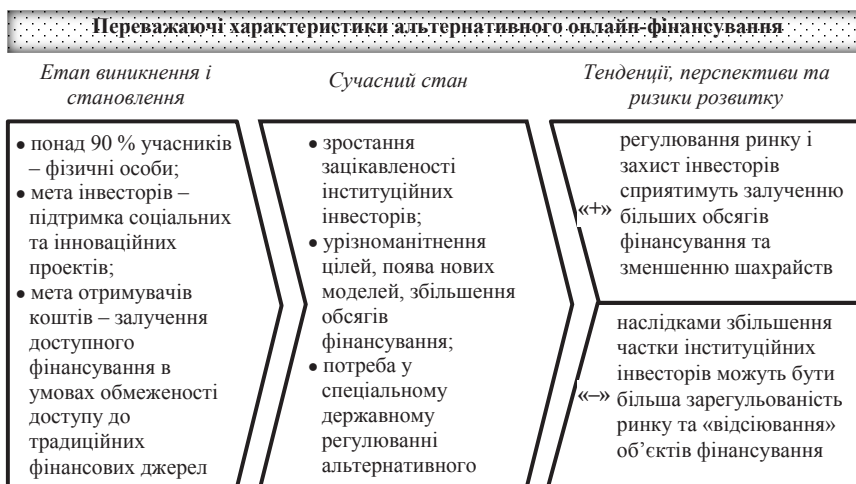 Переважаючі характеристики альтернативного онлайн-фінансування
Етап виникнення і
становлення
• понад 90 % учасників
– фізичні особи;
• мета інвесторів –
підтримка соціальних
та інноваційних
проектів;
• мета отримувачів
коштів – залучення
доступного
фінансування в
умовах обмеженості
доступу до
традиційних
фінансових джерел
Сучасний стан
• зростання
зацікавленості
інституційних
інвесторів;
• урізноманітнення
цілей, поява нових
моделей, збільшення
обсягів
фінансування;
• потреба у
спеціальному
державному
регулюванні
альтернативного
Тенденції, перспективи та
ризики розвитку
«+»
регулювання ринку і
захист інвесторів
сприятимуть залученню
більших обсягів
фінансування та
зменшенню шахрайств
«–»
наслідками збільшення
частки інституційних
інвесторів можуть бути
більша зарегульованість
ринку та «відсіювання»
об’єктів фінансування